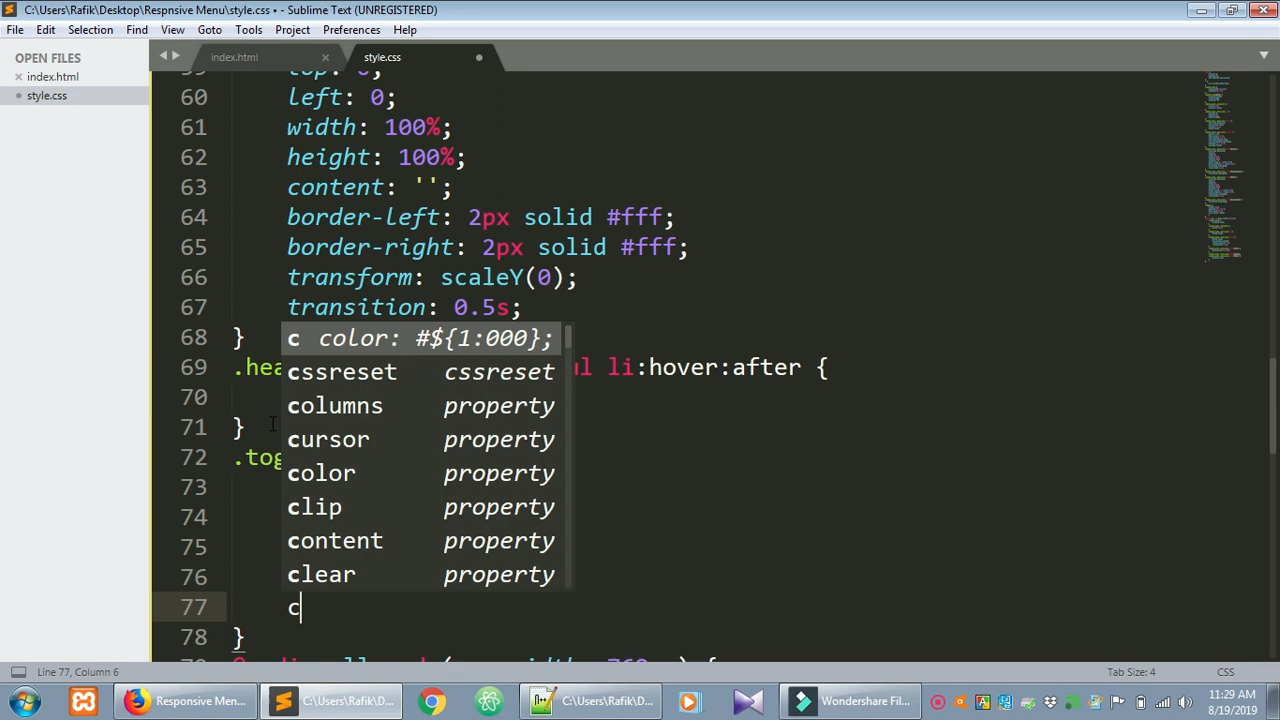 C:\Users\Rafik\Desktop\Respnsive Menu\style.css • - Sublime Text (UNREGISTERED)
File Edit Selection Find View Goto Tools Project Preferences Help
OPEN FILES
index.html
style.css
index.html
style.css
60 left: 0;
61 width: 100%;
62 height: 100%;
63 content: '';
64 border-left: 2px solid #fff;
65 border-right: 2px solid #fff;
66 transform: scaleY(0);
67 transition: 0.5s;
68 }
c color: #${1:000};
69 .hea ul li:hover:after {
cssreset cssreset
70
columns property
71 }
cursor property
72 .tog
color property
73
clip property
74
content property
75
clear property
76
77 c
78 }
Line 77, Column 6
Tab Size: 4
CSS
Responsive Men...
C:\Users\Rafik\D...
C:\Users\Rafik\D...
Wondershare Fil...
11:29 AM
8/19/2019